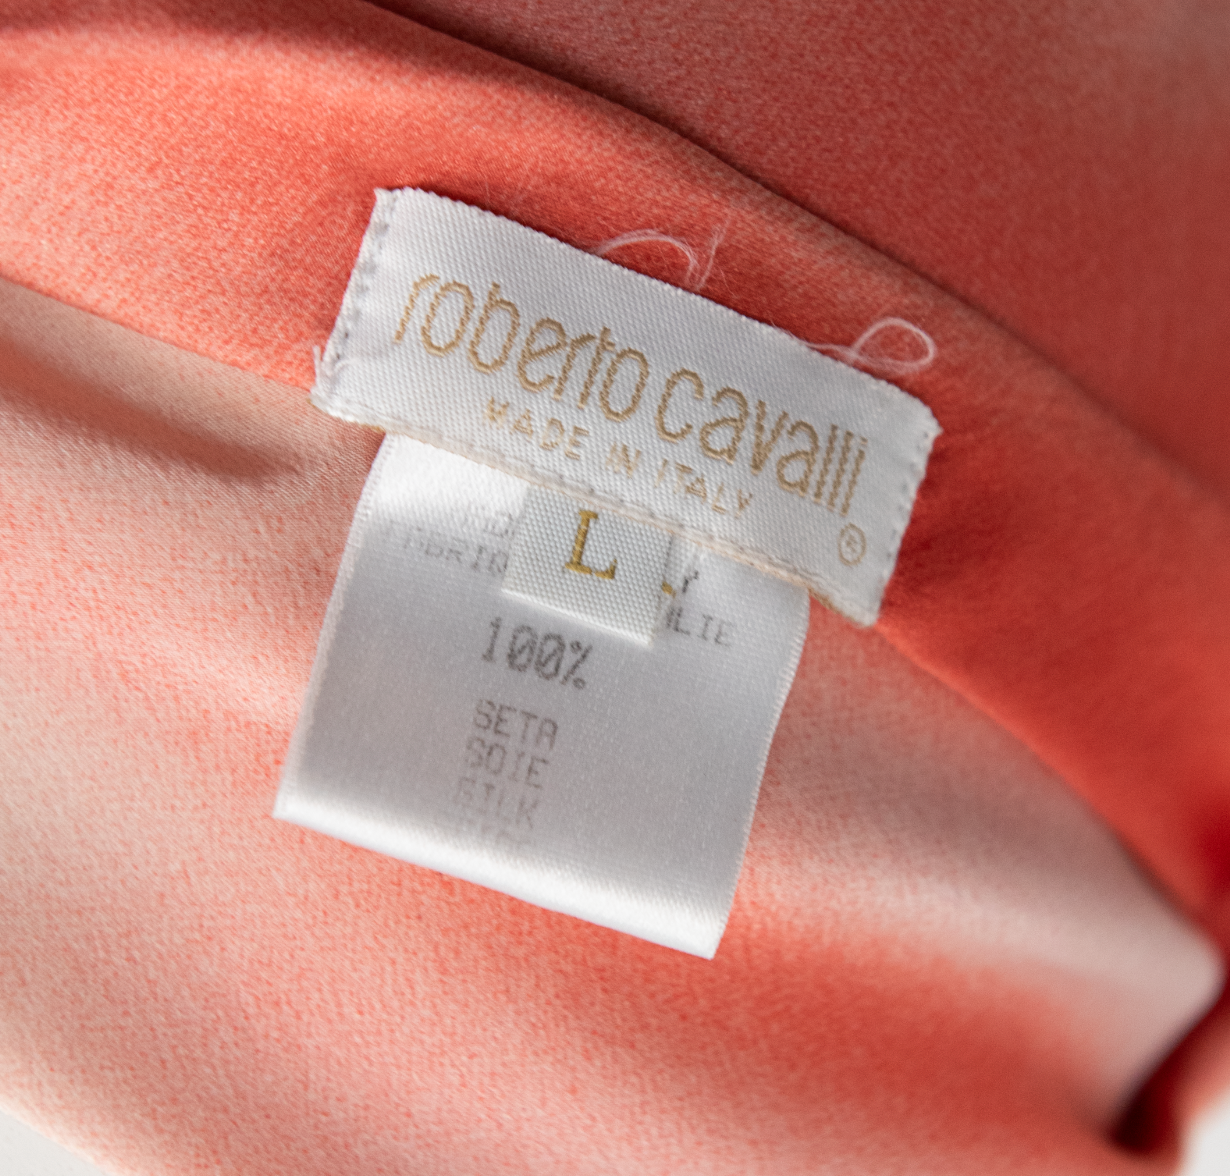 roberto cavalli
MADE IN ITALY
®
L
100%
SETA
SOIE
SILK